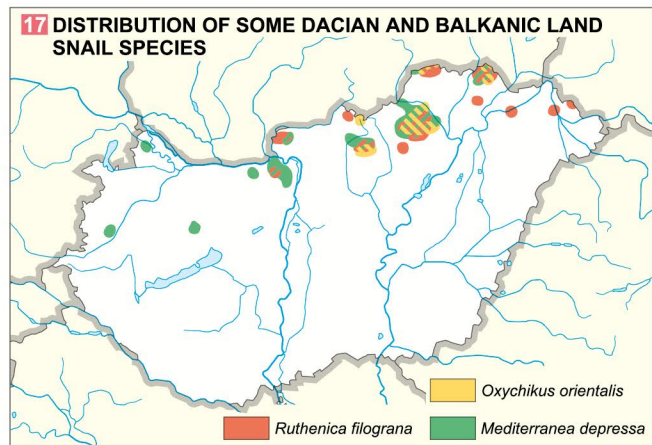 17 DISTRIBUTION OF SOME DACIAN AND BALKANIC LAND
SNAIL SPECIES
Oxychikus orientalis
Ruthenica filograna
Mediterranea depressa